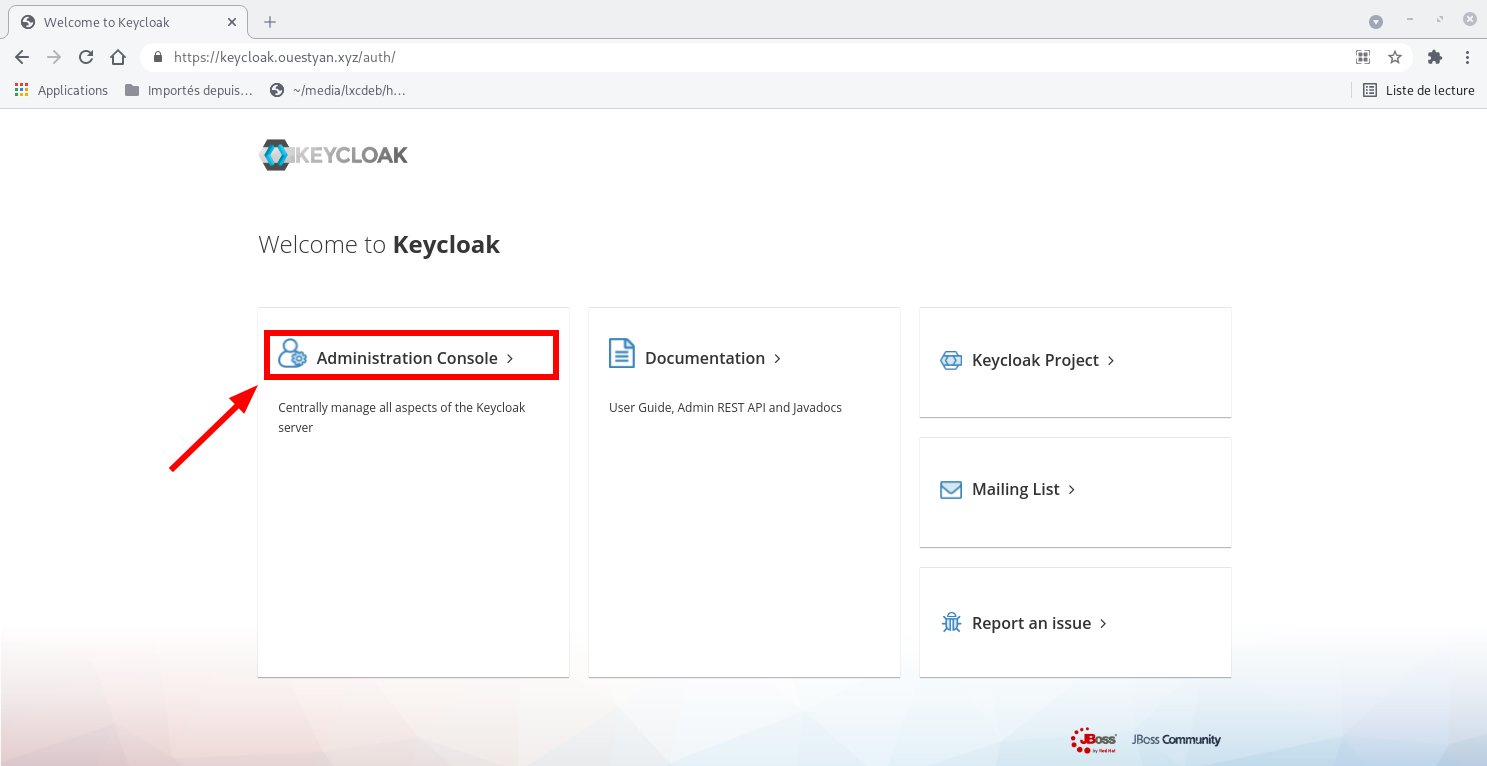 Welcome to Keycloak
https://keycloak.ouestyan.xyz/auth/
Applications
Importés depuis...
~/media/lxcdeb/h...
Liste de lecture
KEYCLOAK
Welcome to Keycloak
Administration Console
Centrally manage all aspects of the Keycloak
server
Documentation
User Guide, Admin REST API and Javadocs
Keycloak Project
Mailing List
Report an issue
JBoss
by Red Hat
JBoss Community